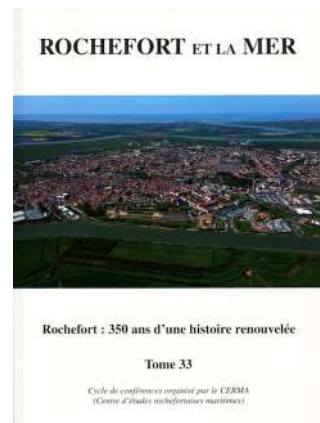 ROCHEFORT ET LA MER
Rochefort : 350 ans d'une histoire renouvelée
Tome 33
Cycle de conférences organisé par le CERMA
(Centre d'études rochefortaises maritimes)